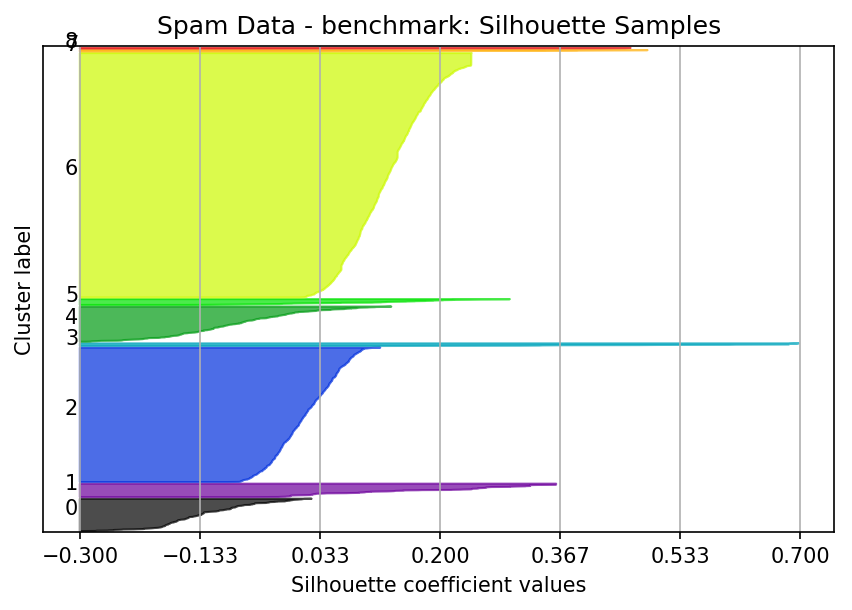 Spam Data - benchmark: Silhouette Samples
8
7
6
5
4
3
2
1
0
Cluster label
−0.300 −0.133 0.033 0.200 0.367 0.533 0.700
Silhouette coefficient values